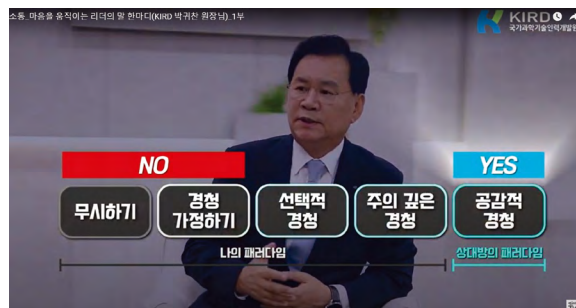 소통_마음을 움직이는 리더의 말 한마디(KIRD 박귀찬 원장님)_1부
KIRD
국가과학기술인력개발원
NO
YES
무시하기
경청
가정하기
선택적
경청
주의 깊은
경청
공감적
경청
나의 패러다임
상대방의 패러다임